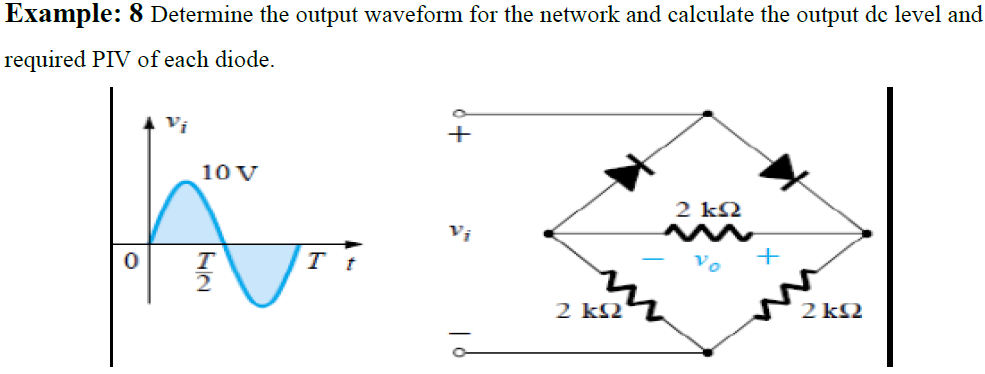 Example: 8 Determine the output waveform for the network and calculate the output dc level and
required PIV of each diode.
vi
10 V
0
T
2
T
t
+
vi
–
2 kΩ
– vo +
2 kΩ
2 kΩ